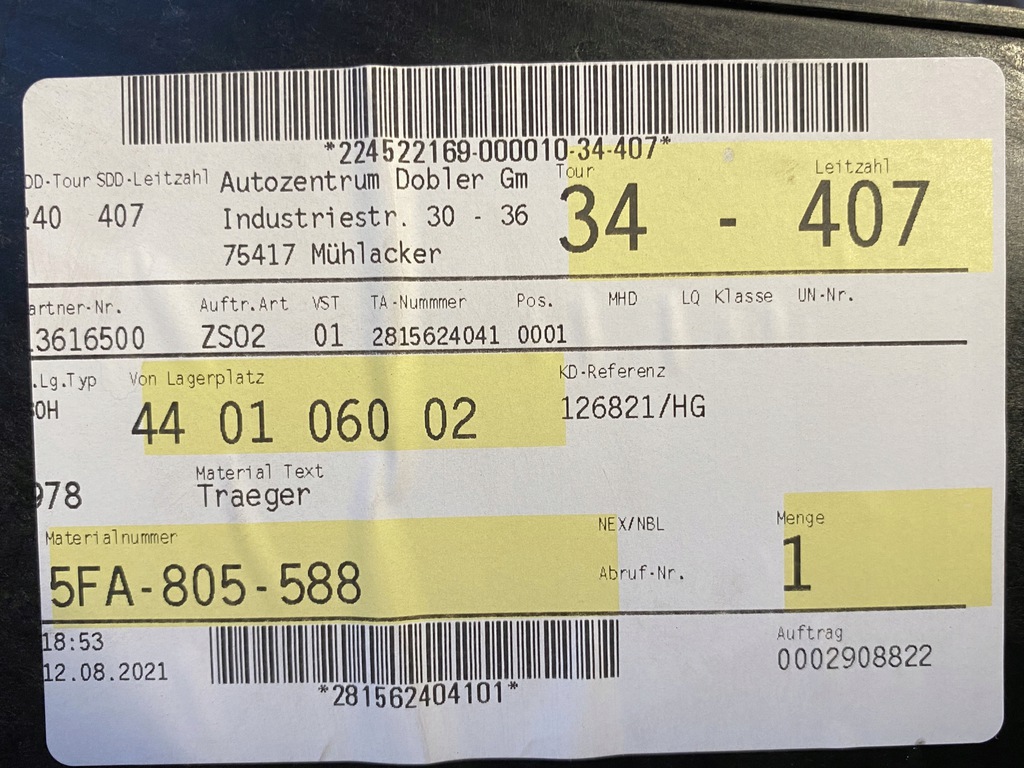 *224522169-000010-34-407*
DD-Tour SDD-Leitzahl Autozentrum Dobler Gm Tour Leitzahl
240 407 Industriestr. 30 - 36 34 - 407
75417 Mühlacker
artner-Nr. Auftr.Art VST TA-Nummmer Pos. MHD LQ Klasse UN-Nr.
13616500 ZS02 01 2815624041 0001
.Lg.Typ Von Lagerplatz KD-Referenz
0H 44 01 060 02 126821/HG
Material Text
978 Traeger
Materialnummer NEX/NBL Menge
5FA-805-588 Abruf-Nr. 1
18:53 Auftrag
12.08.2021 0002908822
*281562404101*